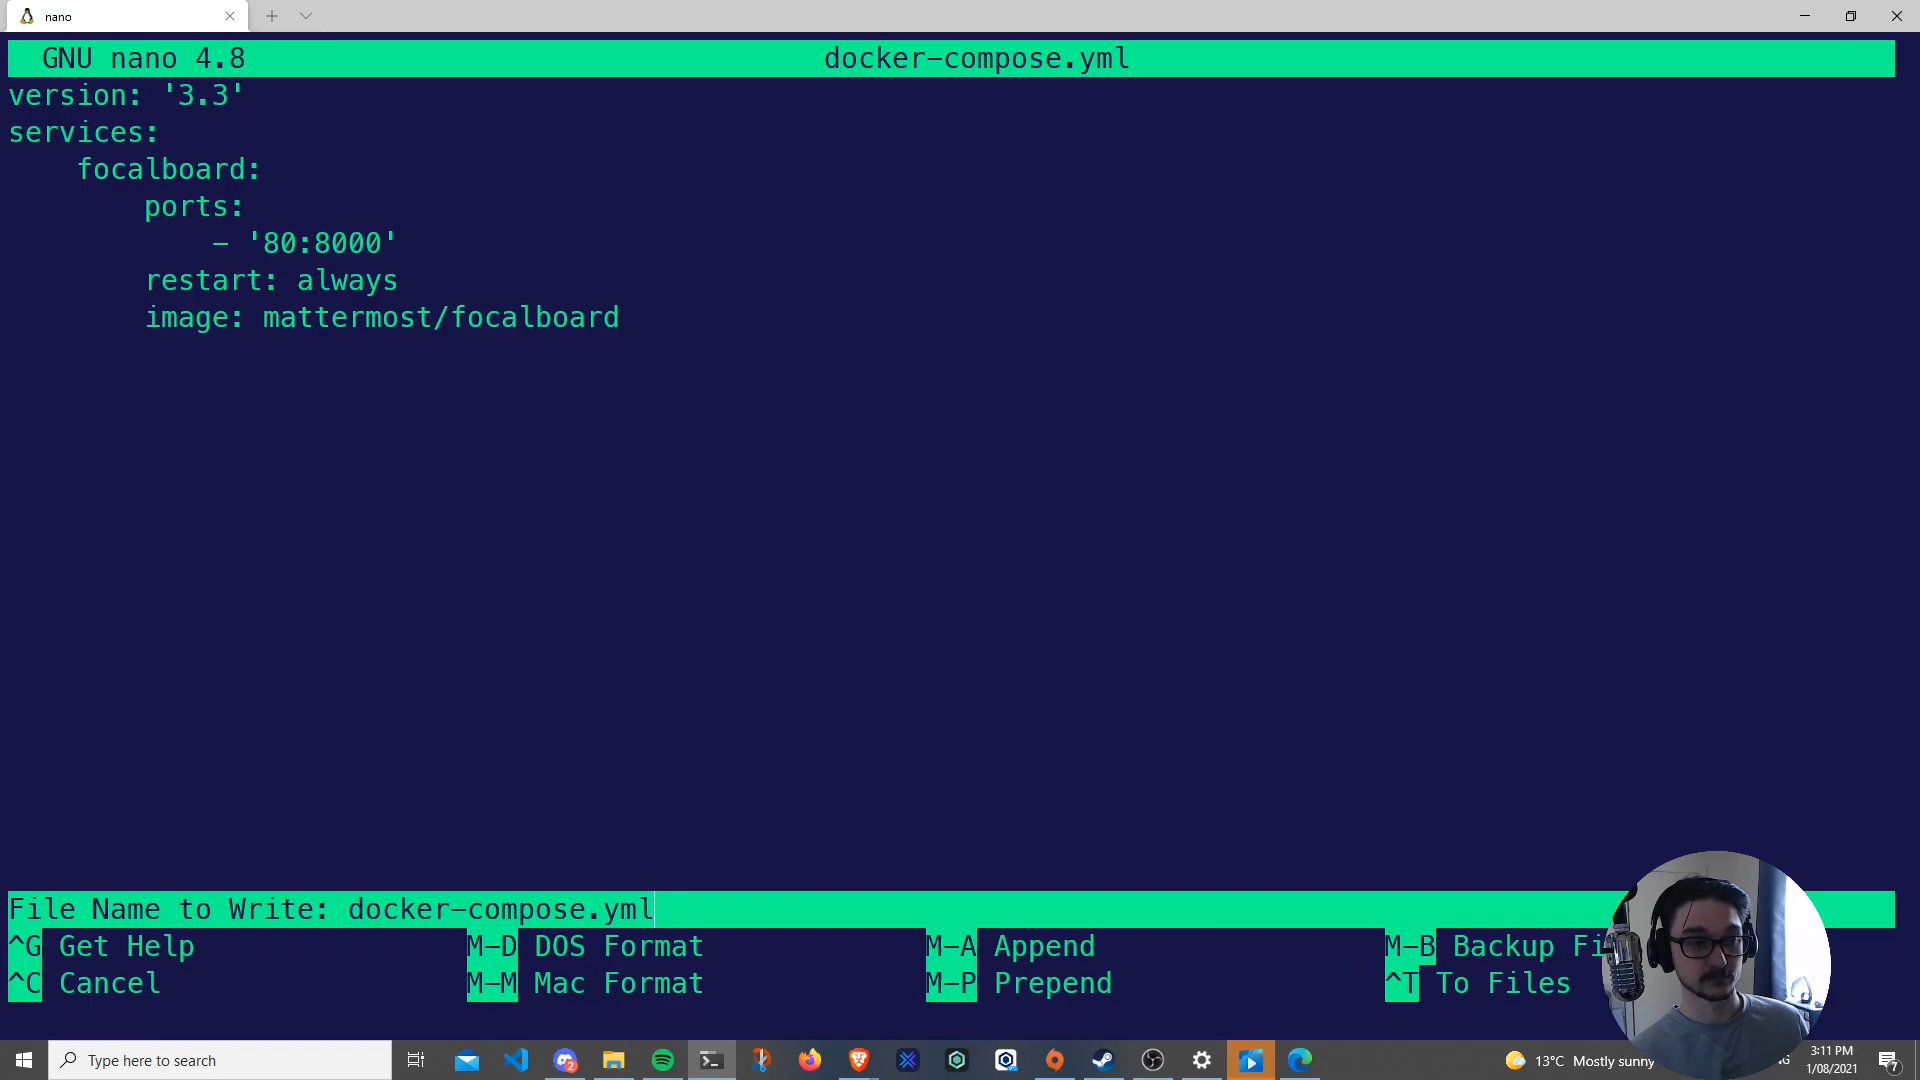 nano
GNU nano 4.8 docker-compose.yml
version: '3.3'
services:
focalboard:
ports:
- '80:8000'
restart: always
image: mattermost/focalboard
File Name to Write: docker-compose.yml
^G Get Help M-D DOS Format M-A Append M-B Backup Fi
^C Cancel M-M Mac Format M-P Prepend ^T To Files
Type here to search
2
13°C Mostly sunny
3:11 PM
1/08/2021
7